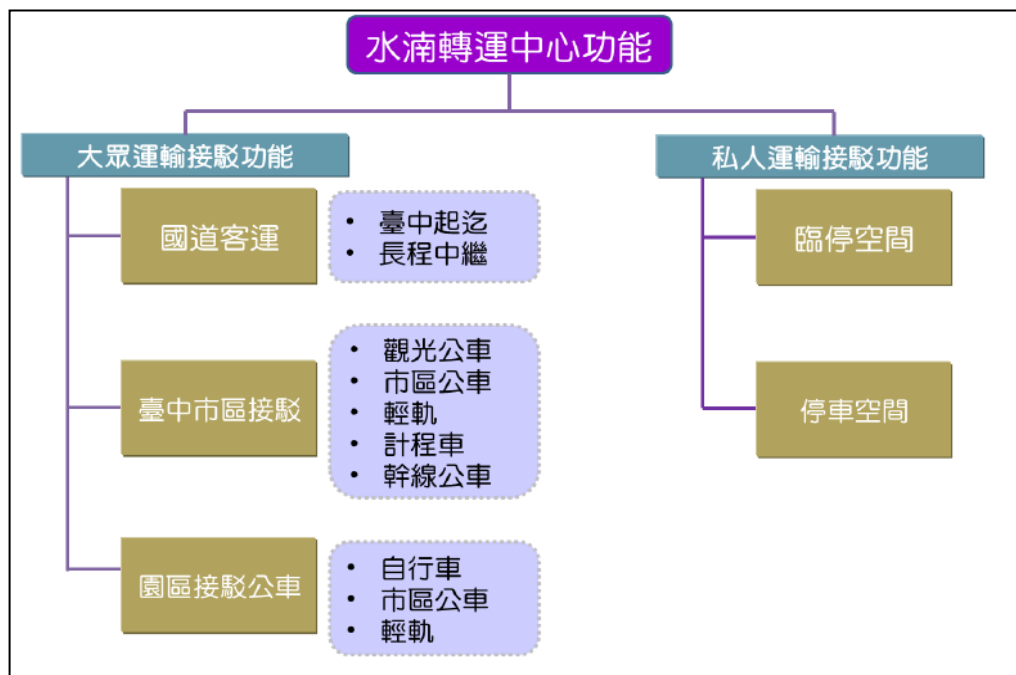 水湳轉運中心功能
大眾運輸接駁功能
國道客運
• 臺中起迄
• 長程中繼
臺中市區接駁
• 觀光公車
• 市區公車
• 輕軌
• 計程車
• 幹線公車
園區接駁公車
• 自行車
• 市區公車
• 輕軌
私人運輸接駁功能
臨停空間
停車空間